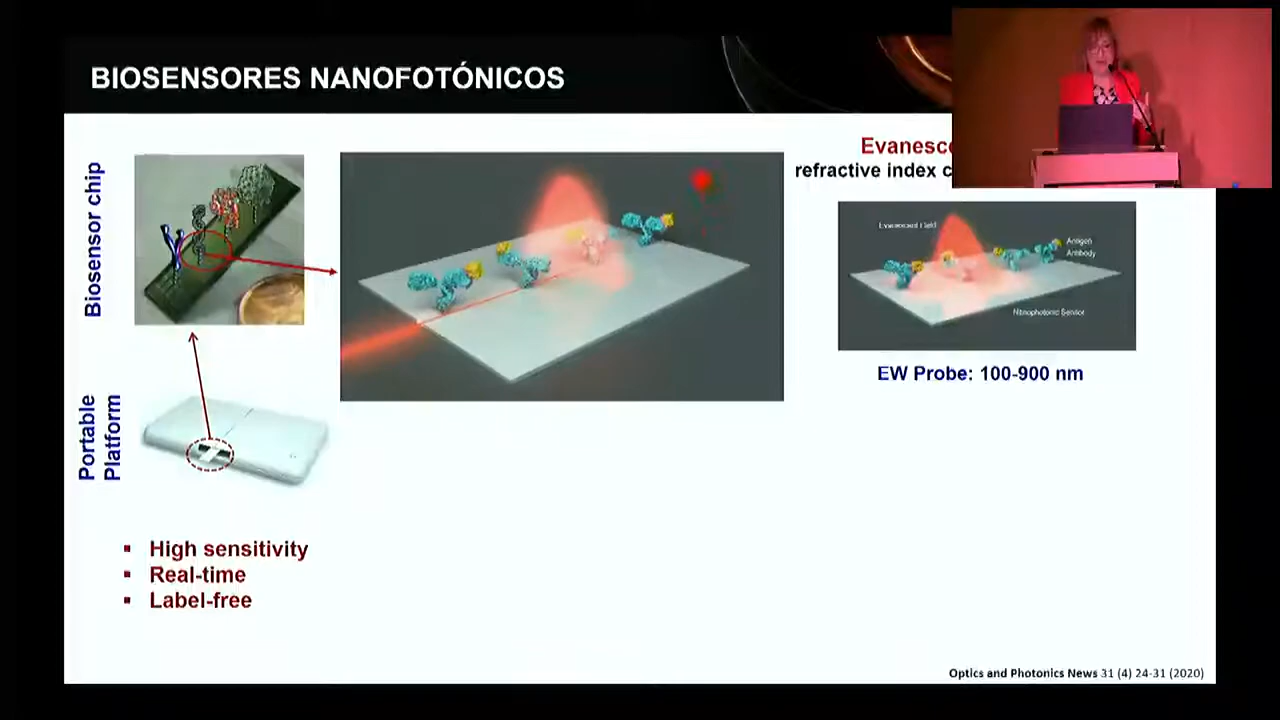 BIOSENSORES NANOFOTÓNICOS
Biosensor chip
Portable
Platform
High sensitivity
Real-time
Label-free
refractive index
Evanescent Field
Antigen
Antibody
Nanophotonic Sensor
EW Probe: 100-900 nm
Optics and Photonics News 31 (4) 24-31 (2020)